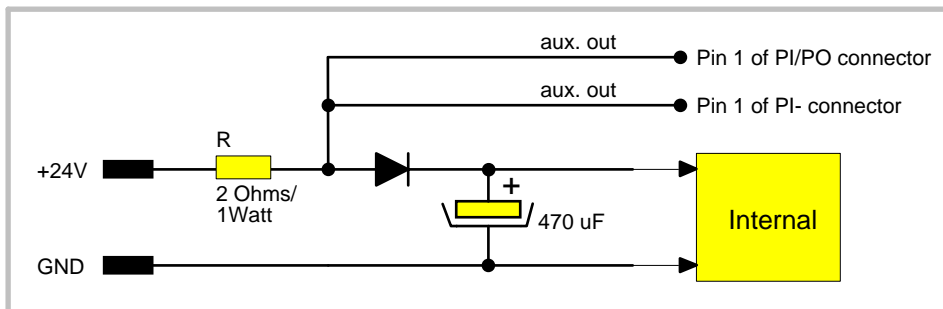 aux. out
Pin 1 of PI/PO connector
aux. out
Pin 1 of PI- connector
R
+24V
2 Ohms/
1Watt
+
470 uF
Internal
GND